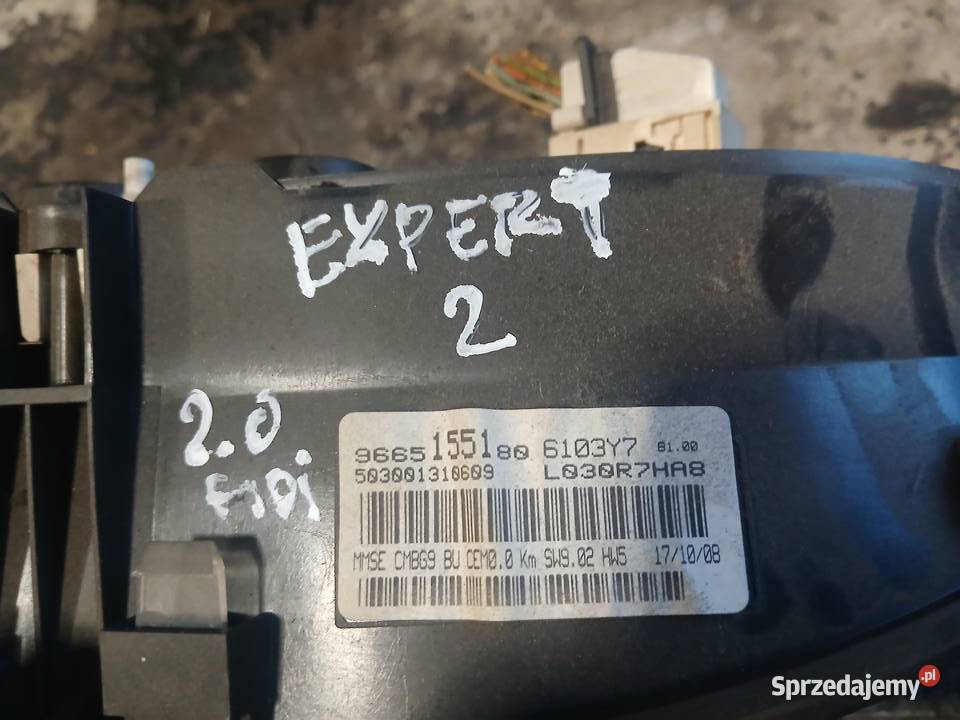 EXPERT
2
2.0
HDi
9665155180 6103Y7 81.00
503001310609 L030R7HA8
MMSE CMBG9 BU CEM0.0 Km SW9.02 HW5 17/10/08
Sprzedajemy.pl